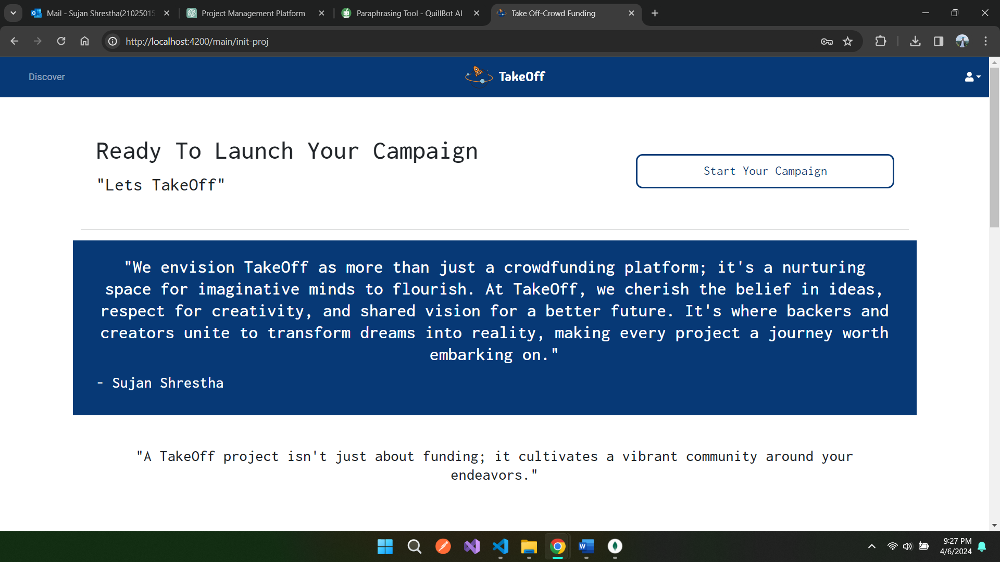 Mail - Sujan Shrestha(21025015
Project Management Platform
Paraphrasing Tool - QuillBot AI
Take Off-Crowd Funding
http://localhost:4200/main/init-proj
Discover
TakeOff
Ready To Launch Your Campaign
"Lets TakeOff"
Start Your Campaign
"We envision TakeOff as more than just a crowdfunding platform; it's a nurturing
space for imaginative minds to flourish. At TakeOff, we cherish the belief in ideas,
respect for creativity, and shared vision for a better future. It's where backers and
creators unite to transform dreams into reality, making every project a journey worth
embarking on."
- Sujan Shrestha
"A TakeOff project isn't just about funding; it cultivates a vibrant community around your
endeavors."
9:27 PM
4/6/2024